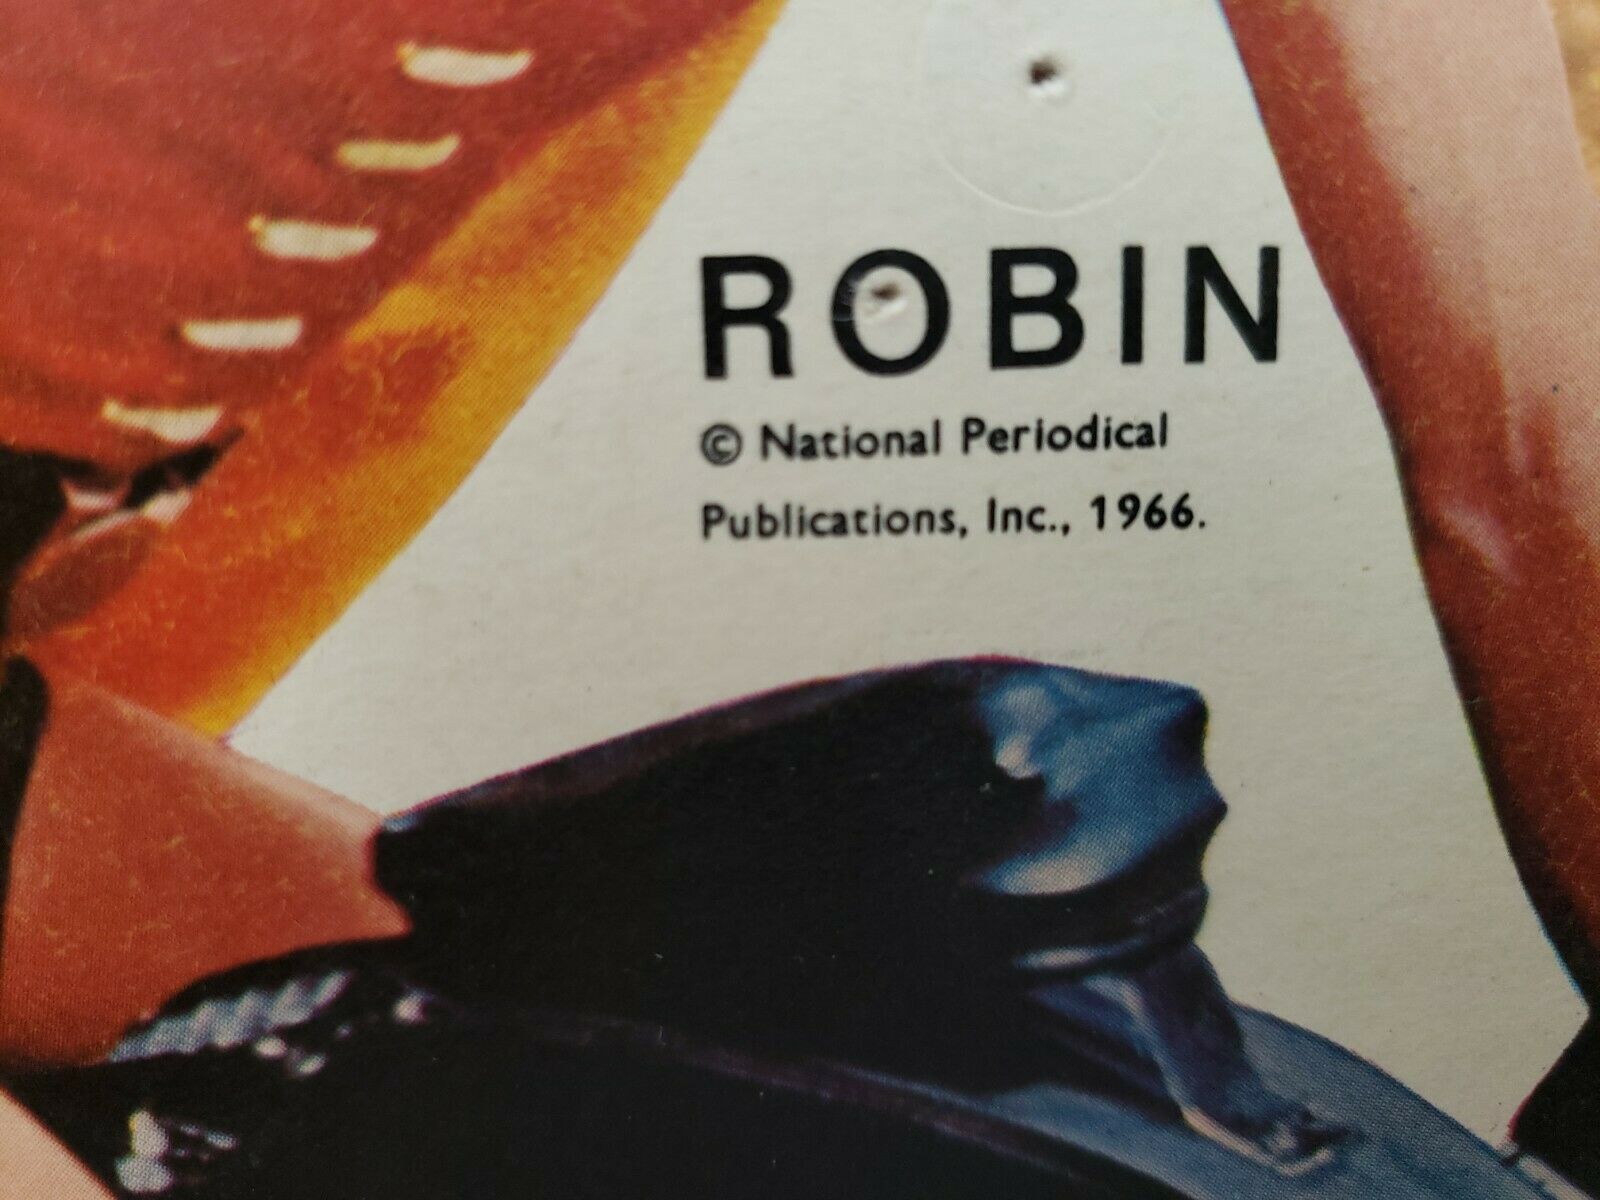 ROBIN
© National Periodical
Publications, Inc., 1966.